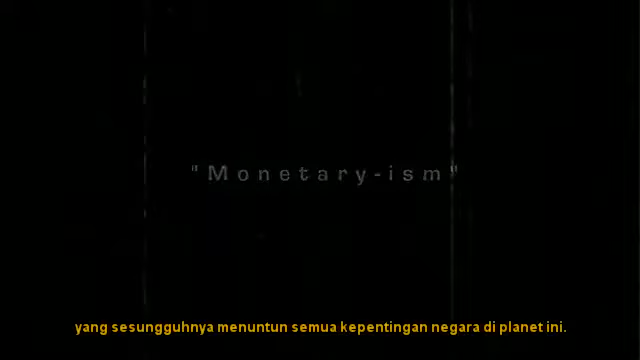 "Monetary-ism"
yang sesungguhnya menuntun semua kepentingan negara di planet ini.